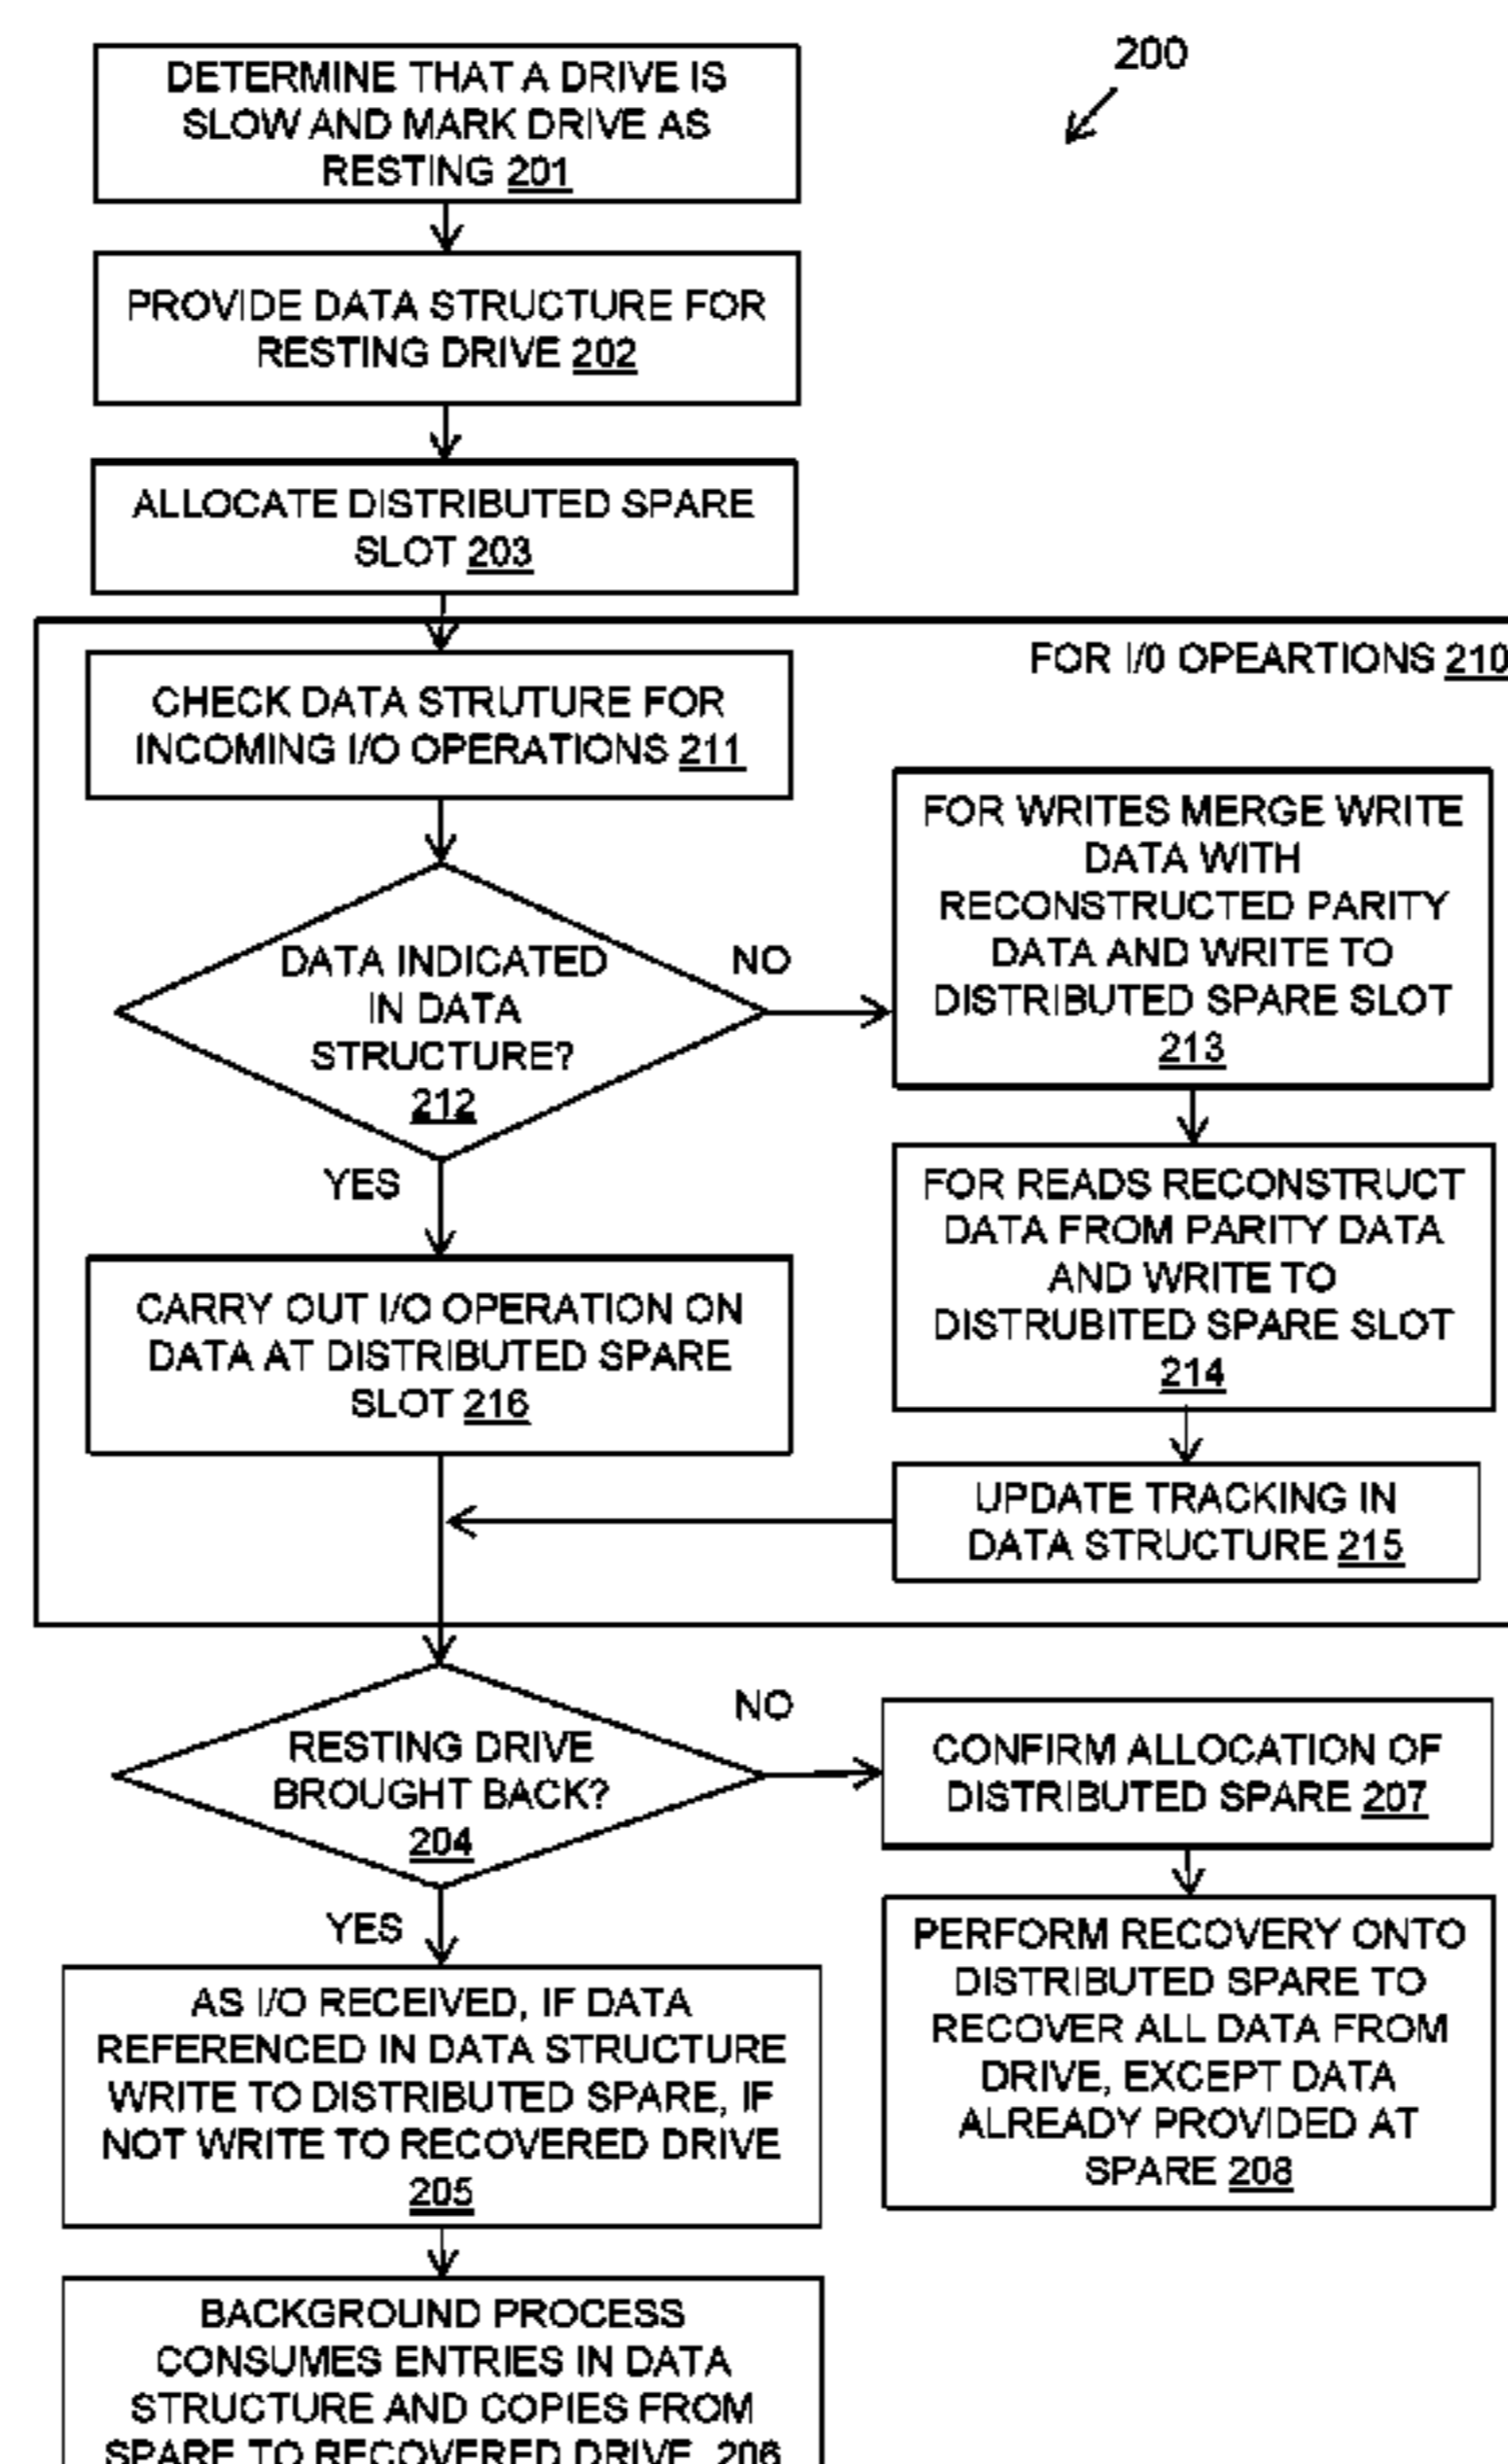 200
DETERMINE THAT A DRIVE IS
SLOW AND MARK DRIVE AS
RESTING 201
PROVIDE DATA STRUCTURE FOR
RESTING DRIVE 202
ALLOCATE DISTRIBUTED SPARE
SLOT 203
FOR I/0 OPEARTIONS 210
CHECK DATA STRUTURE FOR
INCOMING I/O OPERATIONS 211
DATA INDICATED
IN DATA
STRUCTURE?
212
NO
YES
FOR WRITES MERGE WRITE
DATA WITH
RECONSTRUCTED PARITY
DATA AND WRITE TO
DISTRIBUTED SPARE SLOT
213
FOR READS RECONSTRUCT
DATA FROM PARITY DATA
AND WRITE TO
DISTRUBITED SPARE SLOT
214
CARRY OUT I/O OPERATION ON
DATA AT DISTRIBUTED SPARE
SLOT 216
UPDATE TRACKING IN
DATA STRUCTURE 215
RESTING DRIVE
BROUGHT BACK?
204
NO
YES
CONFIRM ALLOCATION OF
DISTRIBUTED SPARE 207
PERFORM RECOVERY ONTO
DISTRIBUTED SPARE TO
RECOVER ALL DATA FROM
DRIVE, EXCEPT DATA
ALREADY PROVIDED AT
SPARE 208
AS I/O RECEIVED, IF DATA
REFERENCED IN DATA STRUCTURE
WRITE TO DISTRIBUTED SPARE, IF
NOT WRITE TO RECOVERED DRIVE
205
BACKGROUND PROCESS
CONSUMES ENTRIES IN DATA
STRUCTURE AND COPIES FROM
SPARE TO RECOVERED DRIVE 206